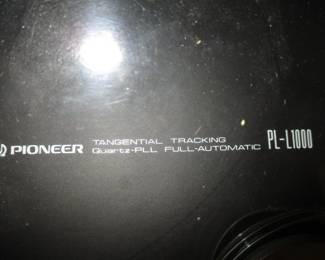 PIONEER
TANGENTIAL TRACKING
Quartz-PLL FULL-AUTOMATIC
PL-L1000